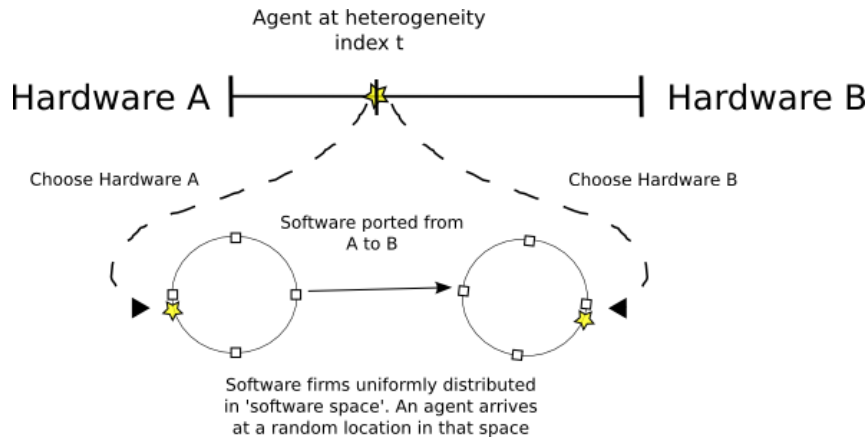 Agent at heterogeneity
index t
Hardware A
Hardware B
Choose Hardware A
Choose Hardware B
Software ported from
A to B
Software firms uniformly distributed
in 'software space'. An agent arrives
at a random location in that space